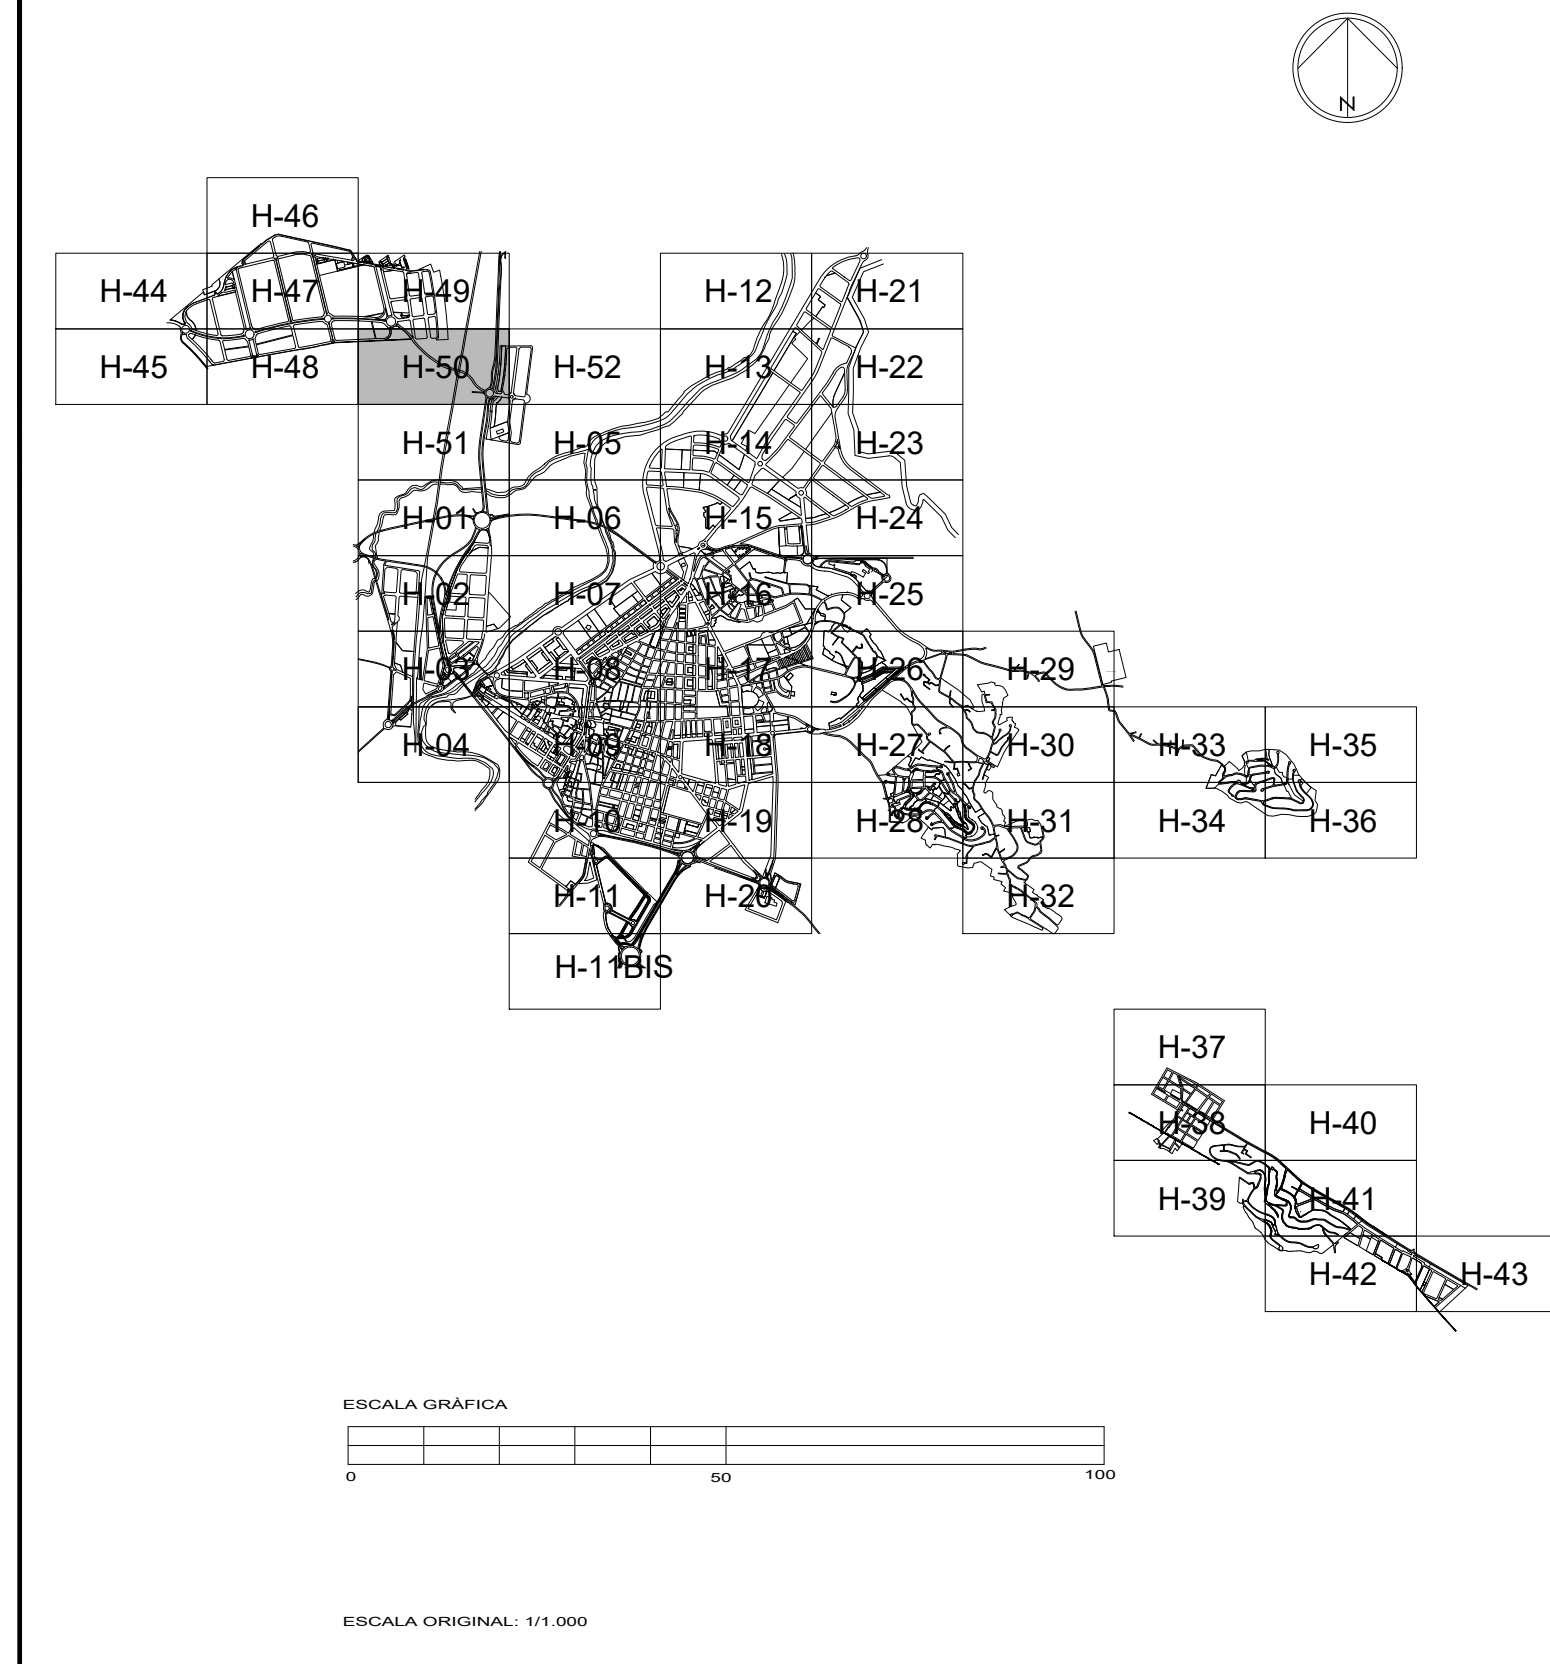 N
H-46
H-44 H-47 H-49 H-12 H-21
H-45 H-48 H-50 H-52 H-13 H-22
H-51 H-05 H-14 H-23
H-01 H-06 H-15 H-24
H-02 H-07 H-16 H-25
H-03 H-08 H-17 H-26 H-29
H-04 H-09 H-18 H-27 H-30 H-33 H-35
H-10 H-19 H-28 H-31 H-34 H-36
H-11 H-20 H-32
H-11BIS
H-37
H-38 H-40
H-39 H-41
H-42 H-43
ESCALA GRÀFICA
0 50 100
ESCALA ORIGINAL: 1/1.000